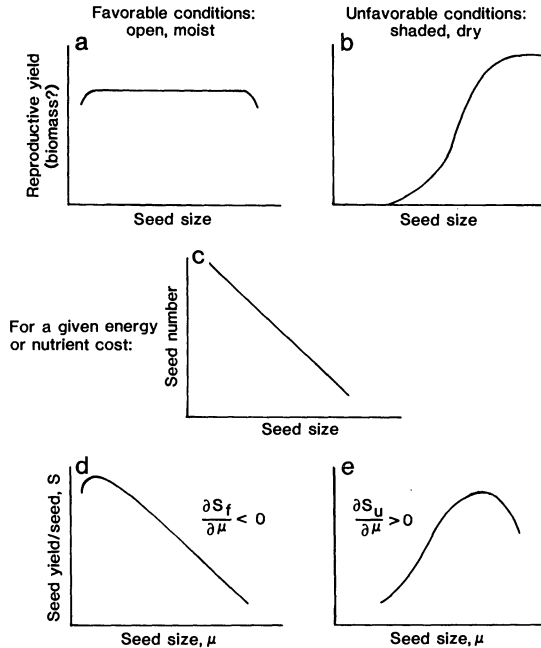 Favorable conditions:
open, moist
Unfavorable conditions:
shaded, dry
a
b
Reproductive yield
(biomass?)
Seed size
Seed size
c
For a given energy
or nutrient cost:
Seed number
Seed size
d
e
Seed yield/seed, S
∂S_f/∂μ < 0
∂S_u/∂μ > 0
Seed size, μ
Seed size, μ